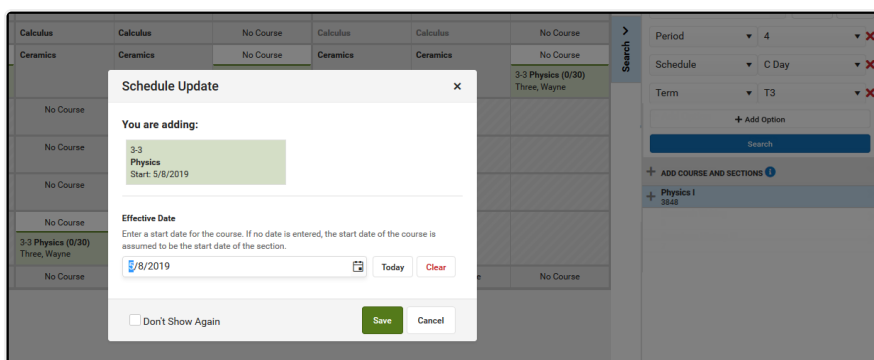 Calculus Calculus No Course Calculus Calculus No Course
Ceramics Ceramics No Course Ceramics Ceramics No Course
3-3 Physics (0/30)
Three, Wayne
No Course
No Course
No Course
No Course
3-3 Physics (0/30)
Three, Wayne
No Course
No Course
Schedule Update ×
You are adding:
3-3
Physics
Start: 5/8/2019
Effective Date
Enter a start date for the course. If no date is entered, the start date of the course is
assumed to be the start date of the section.
5/8/2019 Today Clear
Don't Show Again Save Cancel
Search
Period 4
Schedule C Day
Term T3
+ Add Option
Search
ADD COURSE AND SECTIONS
Physics I
3848